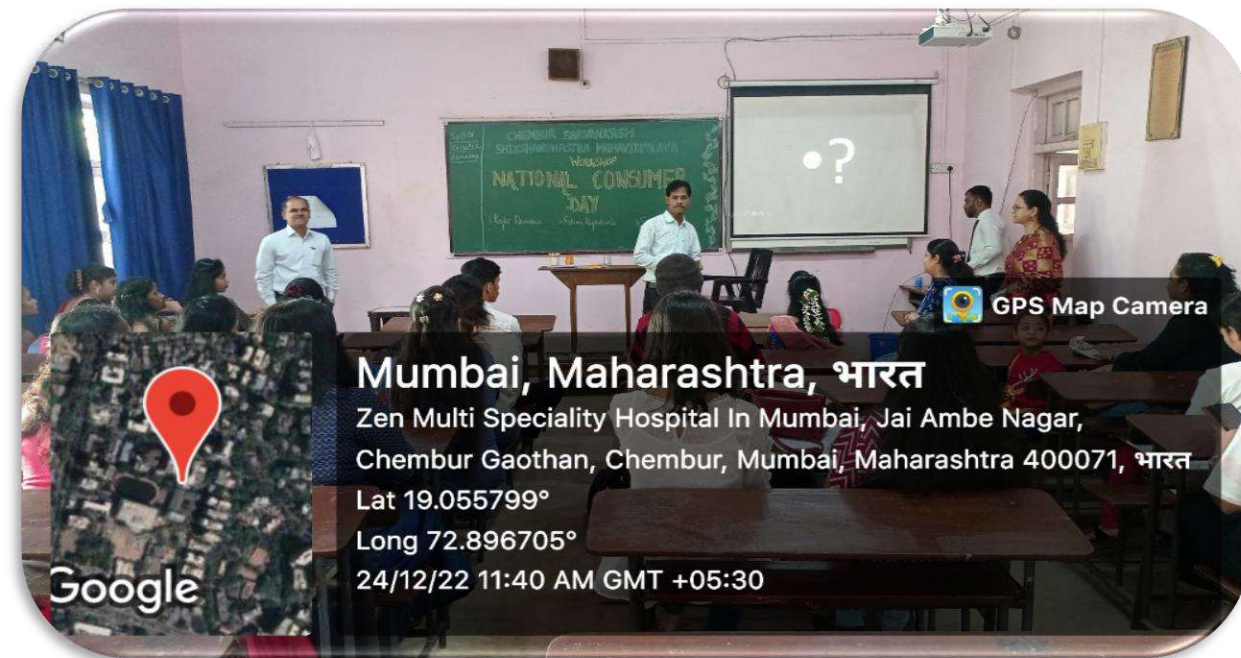 CHEMBUR SARVANKASH
SHIKSHANSHASTRA MAHAVIDYALAYA
WORKSHOP
NATIONAL CONSUMER
DAY
•?
GPS Map Camera
Mumbai, Maharashtra, भारत
Zen Multi Speciality Hospital In Mumbai, Jai Ambe Nagar,
Chembur Gaothan, Chembur, Mumbai, Maharashtra 400071, भारत
Lat 19.055799°
Long 72.896705°
24/12/22 11:40 AM GMT +05:30
Google